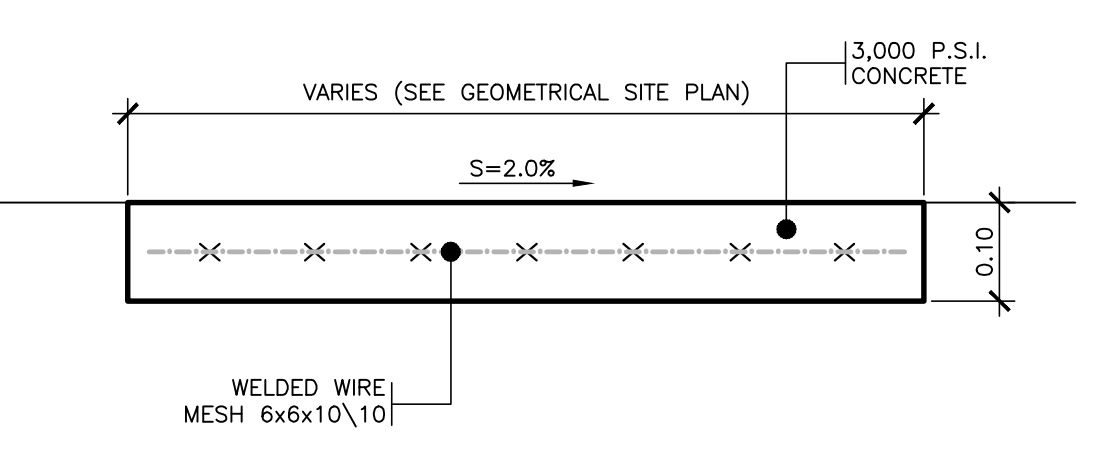 3,000 P.S.I.
CONCRETE
VARIES (SEE GEOMETRICAL SITE PLAN)
S=2.0%
0.10
WELDED WIRE
MESH 6x6x10\10